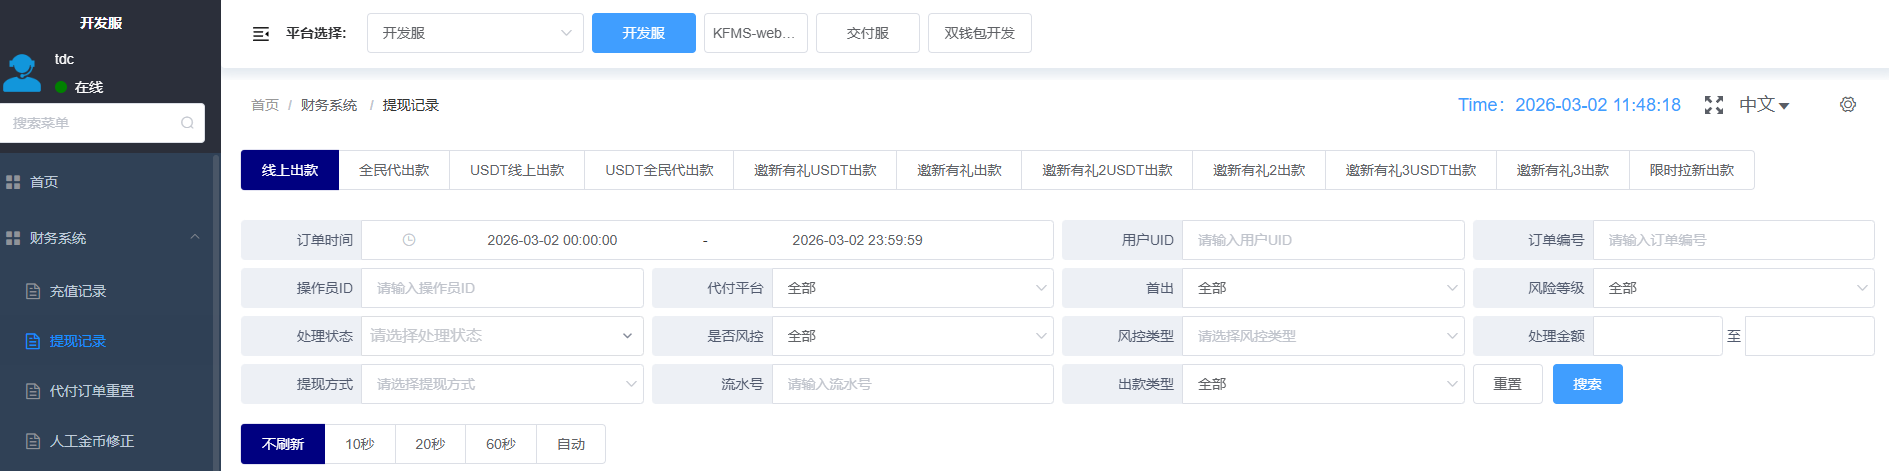 开发服
tdc
在线
搜索菜单
首页
财务系统
充值记录
提现记录
代付订单重置
人工金币修正
平台选择: 开发服 开发服 KFMS-web... 交付服 双钱包开发
首页 / 财务系统 / 提现记录 Time：2026-03-02 11:48:18 中文
线上出款 全民代出款 USDT线上出款 USDT全民代出款 邀新有礼USDT出款 邀新有礼出款 邀新有礼2USDT出款 邀新有礼2出款 邀新有礼3USDT出款 邀新有礼3出款 限时拉新出款
订单时间 2026-03-02 00:00:00 - 2026-03-02 23:59:59 用户UID 请输入用户UID 订单编号 请输入订单编号
操作员ID 请输入操作员ID 代付平台 全部 首出 全部 风险等级 全部
处理状态 请选择处理状态 是否风控 全部 风控类型 请选择风控类型 处理金额 至
提现方式 请选择提现方式 流水号 请输入流水号 出款类型 全部 重置 搜索
不刷新 10秒 20秒 60秒 自动